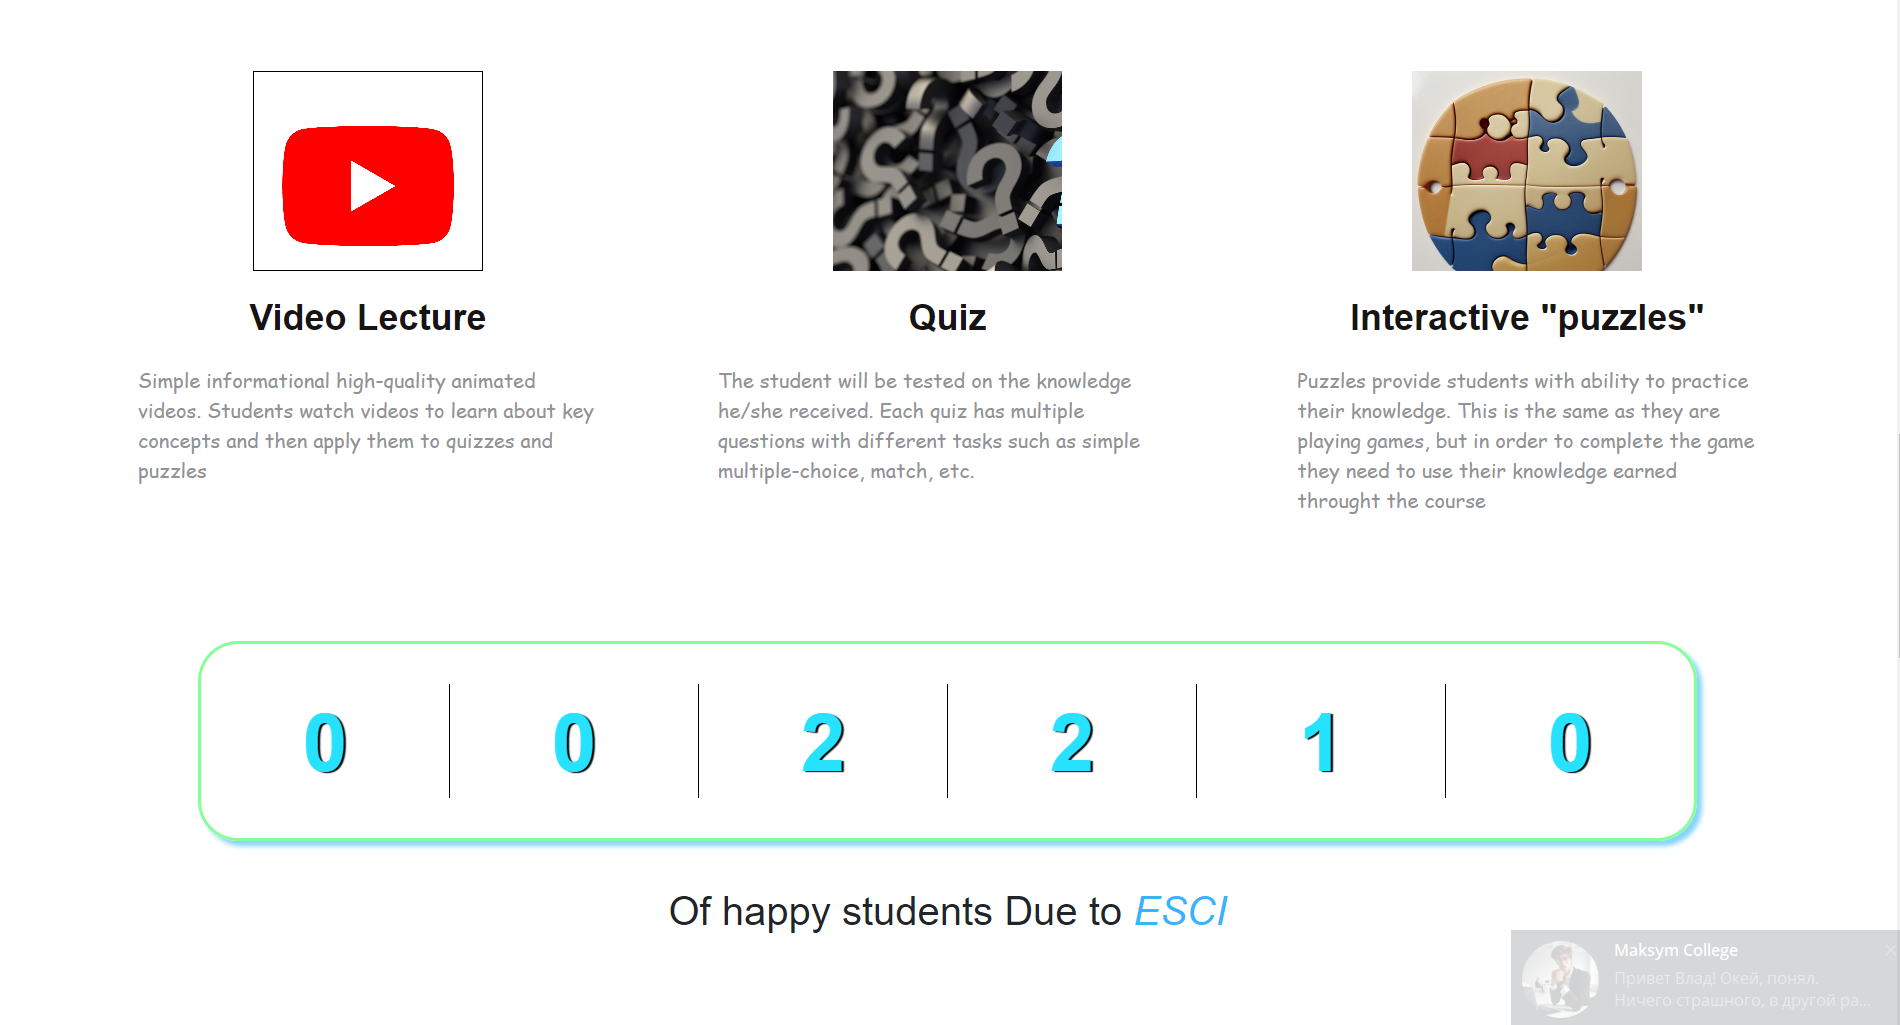 Video Lecture
Simple informational high-quality animated
videos. Students watch videos to learn about key
concepts and then apply them to quizzes and
puzzles
Quiz
The student will be tested on the knowledge
he/she received. Each quiz has multiple
questions with different tasks such as simple
multiple-choice, match, etc.
Interactive "puzzles"
Puzzles provide students with ability to practice
their knowledge. This is the same as they are
playing games, but in order to complete the game
they need to use their knowledge earned
throught the course
0 0 2 2 1 0
Of happy students Due to ESCI
Maksym College
Привет Влад! Окей, понял.
Ничего страшного, в другой ра...